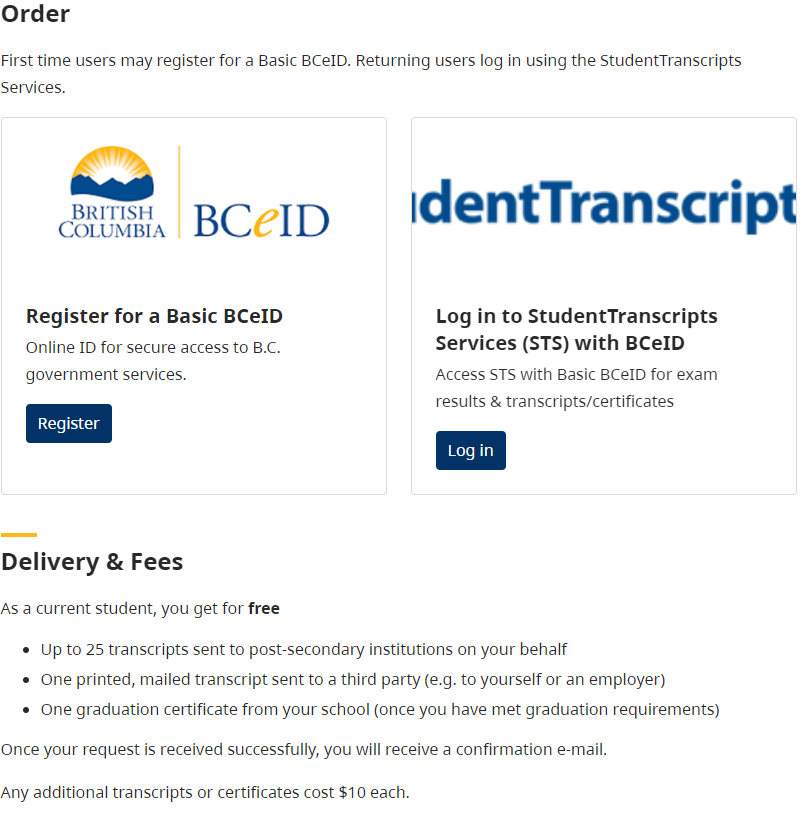 Order
First time users may register for a Basic BCeID. Returning users log in using the StudentTranscripts
Services.
BRITISH
COLUMBIA
BCeID
Register for a Basic BCeID
Online ID for secure access to B.C.
government services.
Register
udentTranscript
Log in to StudentTranscripts
Services (STS) with BCeID
Access STS with Basic BCeID for exam
results & transcripts/certificates
Log in
Delivery & Fees
As a current student, you get for free
• Up to 25 transcripts sent to post-secondary institutions on your behalf
• One printed, mailed transcript sent to a third party (e.g. to yourself or an employer)
• One graduation certificate from your school (once you have met graduation requirements)
Once your request is received successfully, you will receive a confirmation e-mail.
Any additional transcripts or certificates cost $10 each.